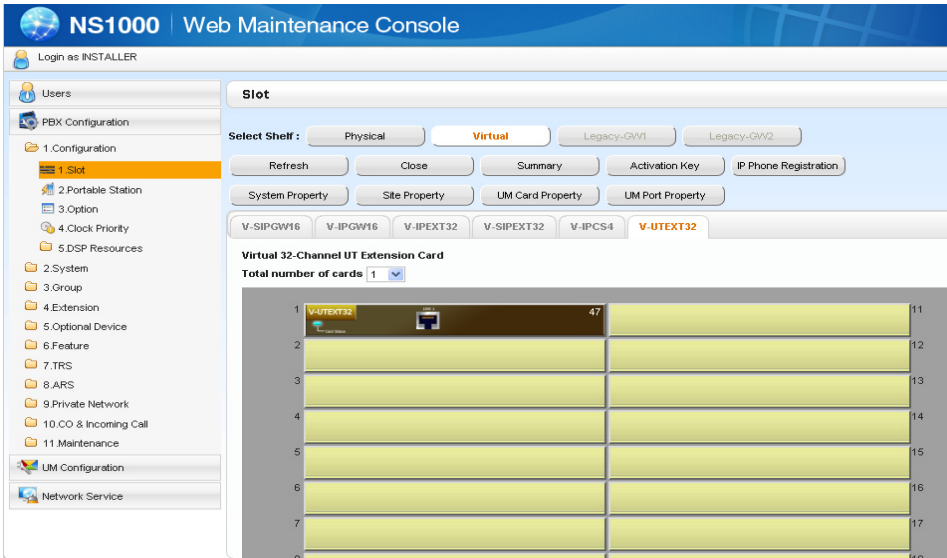 NS1000 Web Maintenance Console
Login as INSTALLER
Users
PBX Configuration
1.Configuration
1.Slot
2.Portable Station
3.Option
4.Clock Priority
5.DSP Resources
2.System
3.Group
4.Extension
5.Optional Device
6.Feature
7.TRS
8.ARS
9.Private Network
10.CO & Incoming Call
11.Maintenance
UM Configuration
Network Service
Slot
Select Shelf : Physical Virtual Legacy-GW1 Legacy-GW2
Refresh Close Summary Activation Key IP Phone Registration
System Property Site Property UM Card Property UM Port Property
V-SIPGW16 V-IPGW16 V-IPEXT32 V-SIPEXT32 V-IPCS4 V-UTEXT32
Virtual 32-Channel UT Extension Card
Total number of cards 1
1 V-UTEXT32 47 11
2 12
3 13
4 14
5 15
6 16
7 17